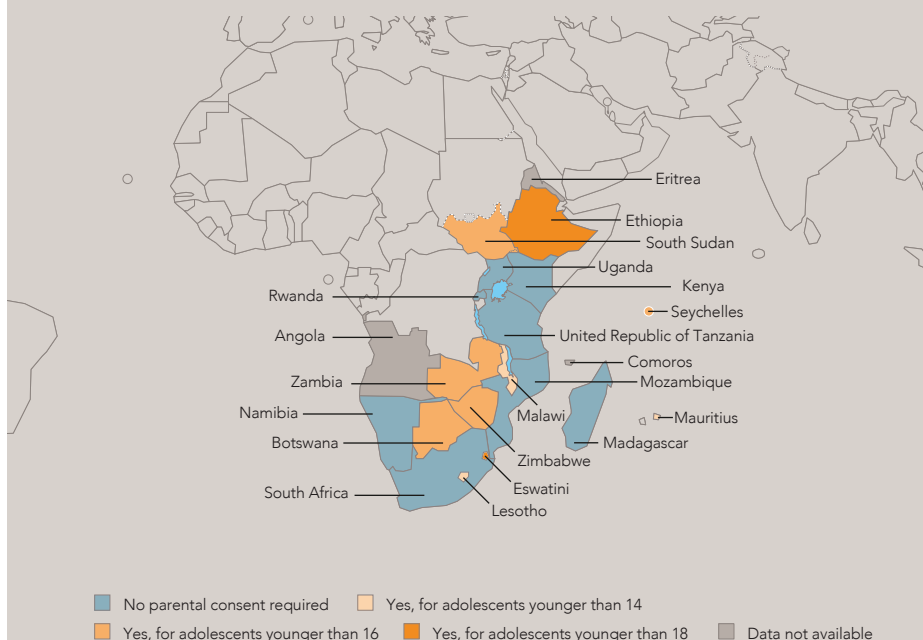 Eritrea
Ethiopia
South Sudan
Uganda
Rwanda
Kenya
Seychelles
Angola
United Republic of Tanzania
Comoros
Zambia
Mozambique
Namibia
Malawi
Mauritius
Botswana
Madagascar
Zimbabwe
South Africa
Eswatini
Lesotho
No parental consent required
Yes, for adolescents younger than 14
Yes, for adolescents younger than 16
Yes, for adolescents younger than 18
Data not available